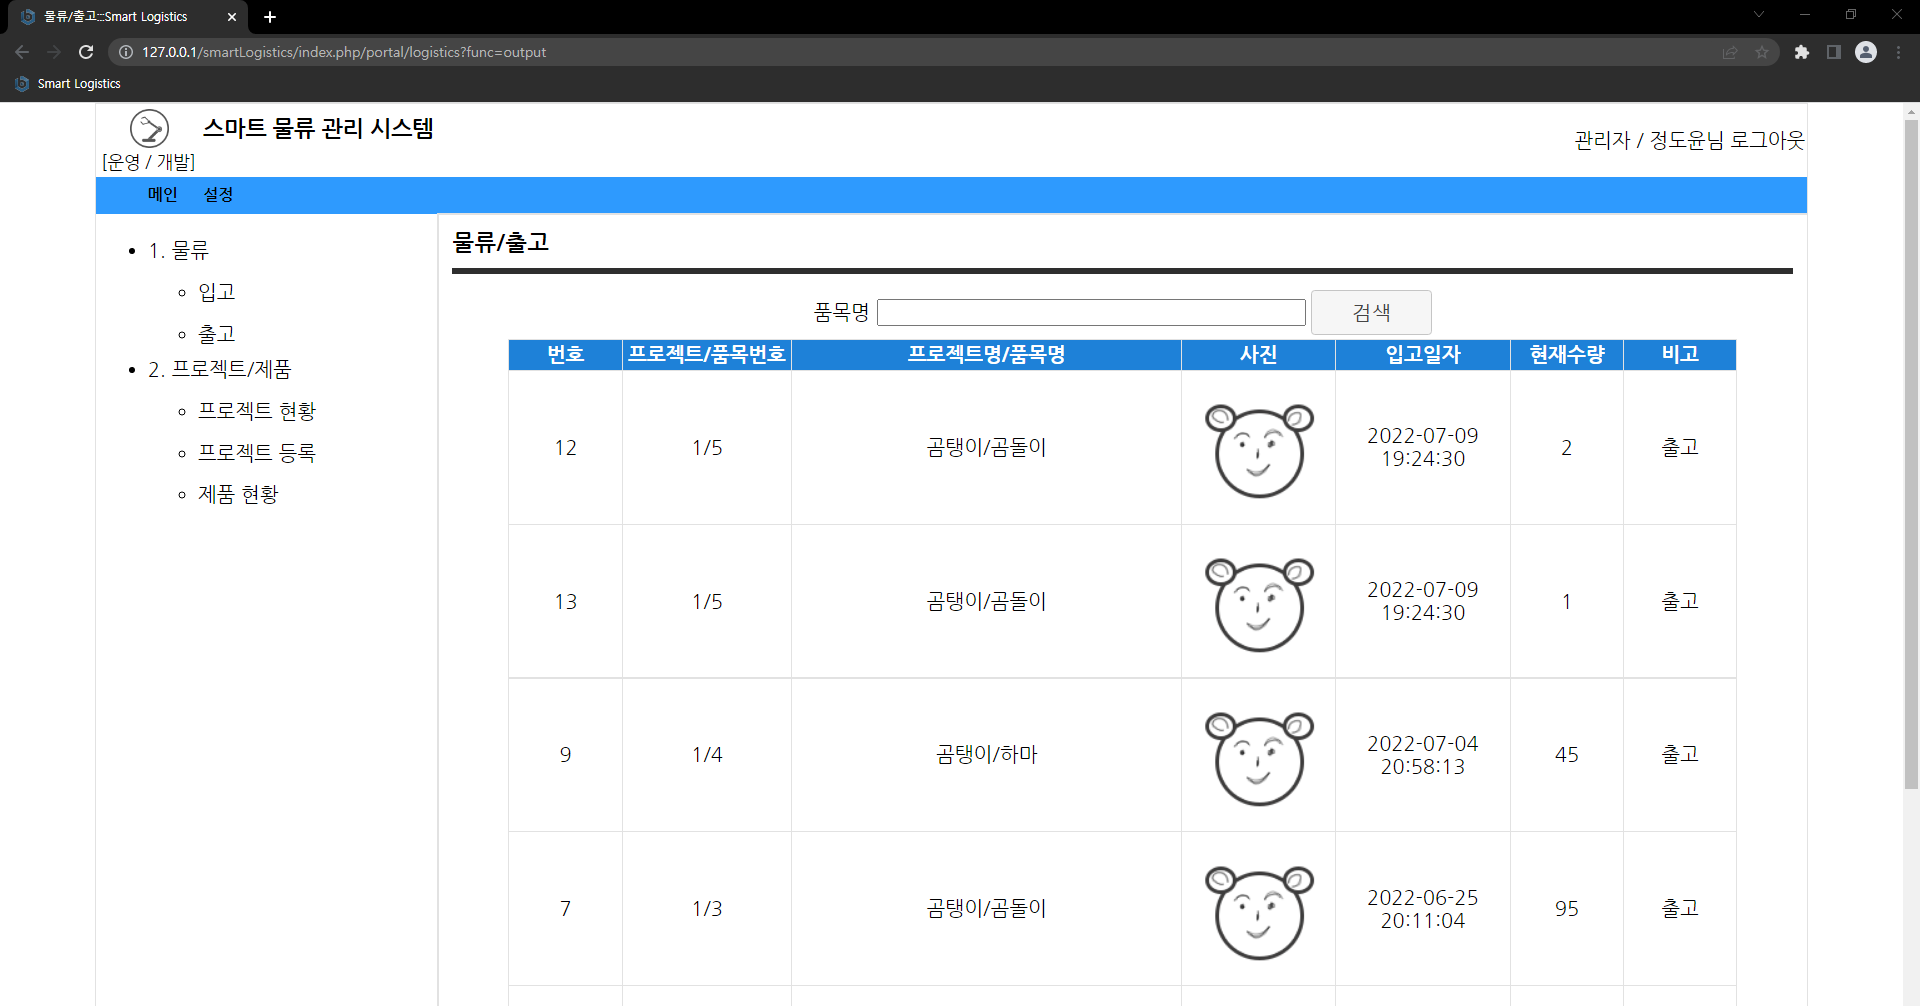 물류/출고:::Smart Logistics
127.0.0.1/smartLogistics/index.php/portal/logistics?func=output
Smart Logistics
스마트 물류 관리 시스템
[운영 / 개발]
관리자 / 정도윤님 로그아웃
메인 설정
1. 물류
입고
출고
2. 프로젝트/제품
프로젝트 현황
프로젝트 등록
제품 현황
물류/출고
품목명 검색
번호 프로젝트/품목번호 프로젝트명/품목명 사진 입고일자 현재수량 비고
12 1/5 곰탱이/곰돌이 2022-07-09 19:24:30 2 출고
13 1/5 곰탱이/곰돌이 2022-07-09 19:24:30 1 출고
9 1/4 곰탱이/하마 2022-07-04 20:58:13 45 출고
7 1/3 곰탱이/곰돌이 2022-06-25 20:11:04 95 출고